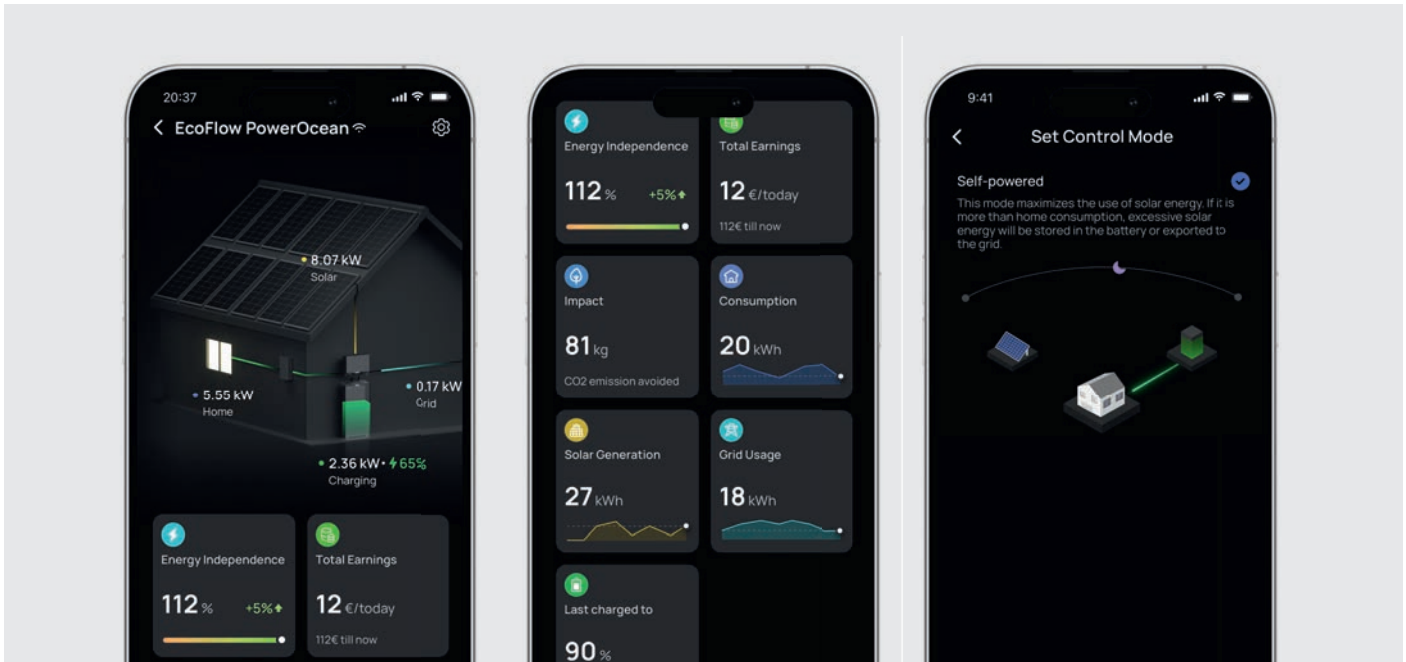 20:37
EcoFlow PowerOcean
8.07 kW
Solar
5.55 kW
Home
0.17 kW
Grid
2.36 kW 65%
Charging
Energy Independence
112 % +5%
Total Earnings
12 €/today
112€ till now
Energy Independence
112 % +5%
Total Earnings
12 €/today
112€ till now
Impact
81 kg
CO2 emission avoided
Consumption
20 kWh
Solar Generation
27 kWh
Grid Usage
18 kWh
Last charged to
90 %
9:41
Set Control Mode
Self-powered
This mode maximizes the use of solar energy. If it is
more than home consumption, excessive solar
energy will be stored in the battery or exported to
the grid.